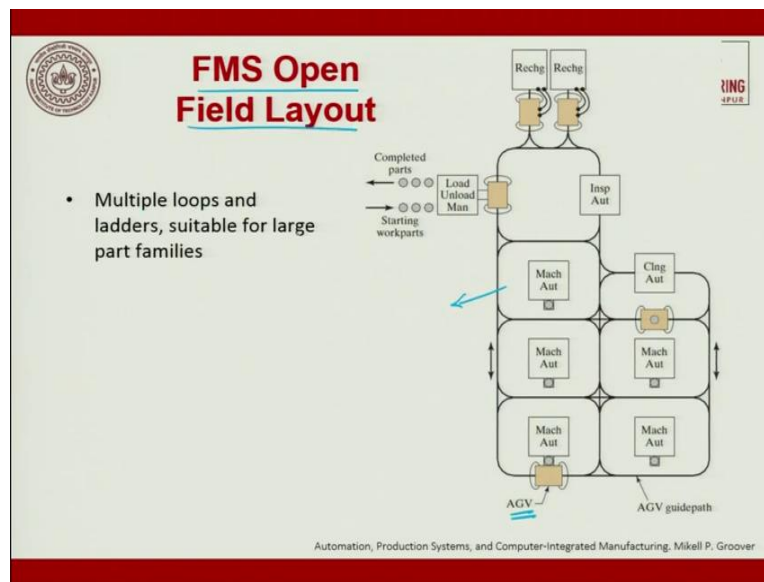 FMS Open
Field Layout
• Multiple loops and
ladders, suitable for large
part families
Rechg Rechg
RING
NPUR
Completed
parts
Load
Unload
Man
Starting
workparts
Insp
Aut
Mach
Aut
Clng
Aut
Mach
Aut
Mach
Aut
Mach
Aut
Mach
Aut
AGV
AGV guidepath
Automation, Production Systems, and Computer-Integrated Manufacturing. Mikell P. Groover